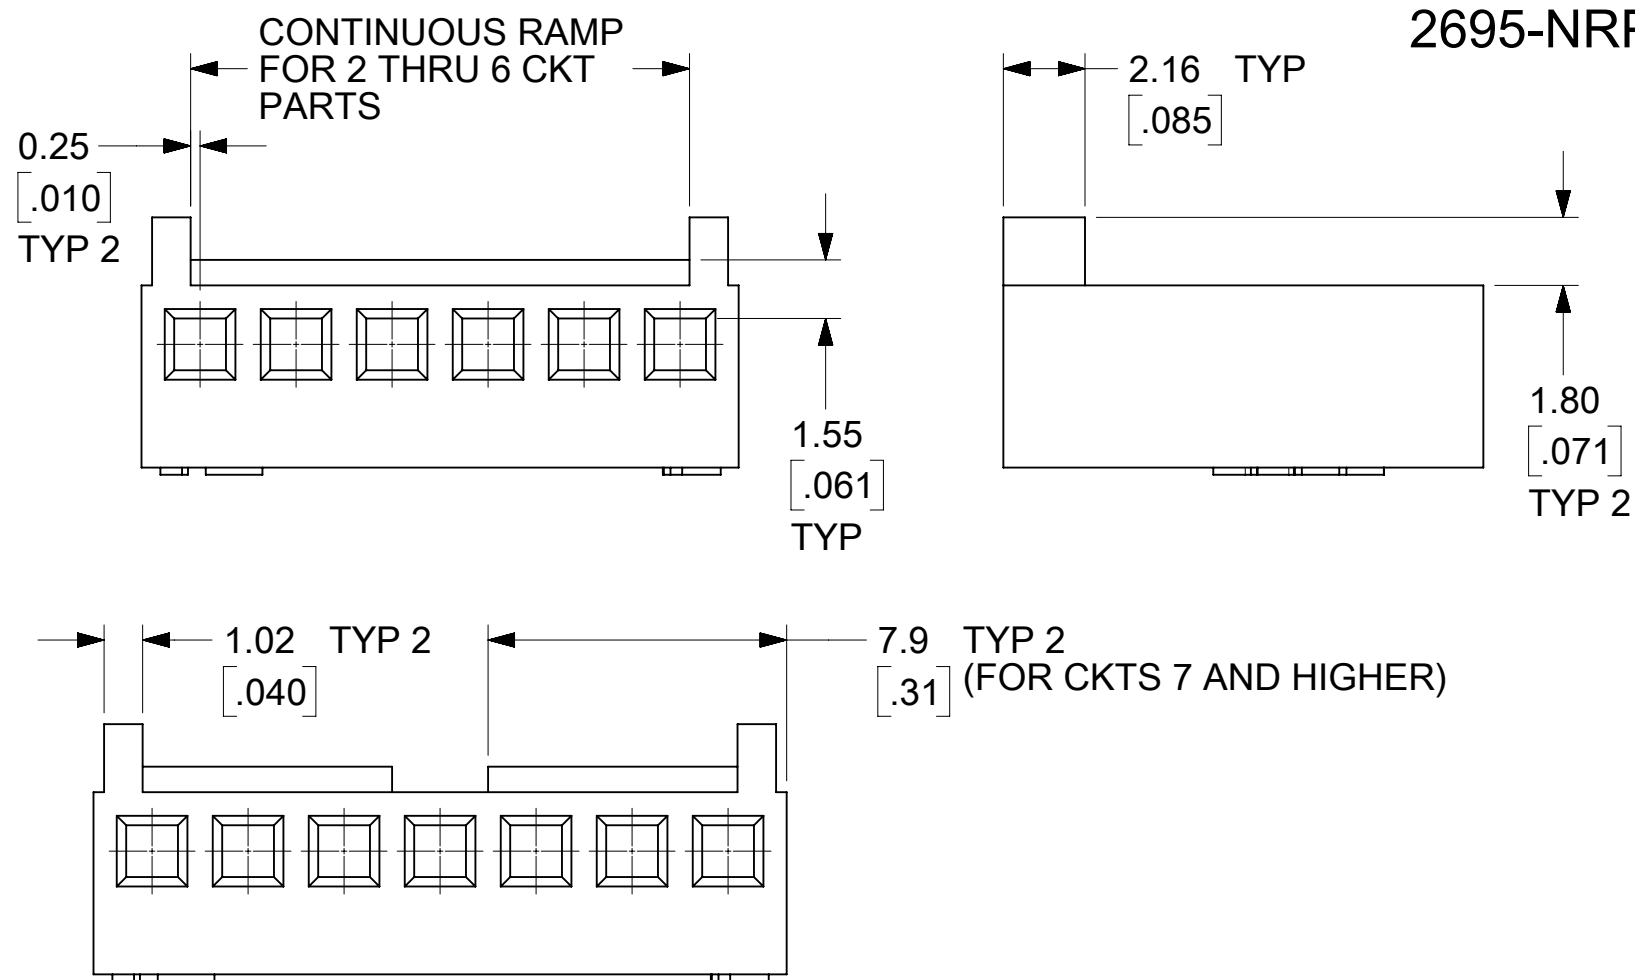 2695-NR
CONTINUOUS RAMP
FOR 2 THRU 6 CKT
PARTS
2.16 TYP
[.085]
0.25
[.010]
TYP 2
1.55
[.061]
TYP
1.80
[.071]
TYP 2
1.02 TYP 2
[.040]
7.9 TYP 2
[.31] (FOR CKTS 7 AND HIGHER)